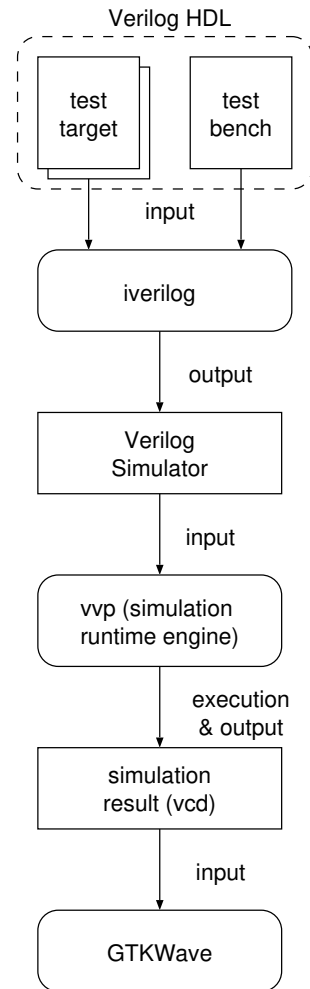 Verilog HDL
test
target
test
bench
input
iverilog
output
Verilog
Simulator
input
vvp (simulation
runtime engine)
execution
& output
simulation
result (vcd)
input
GTKWave